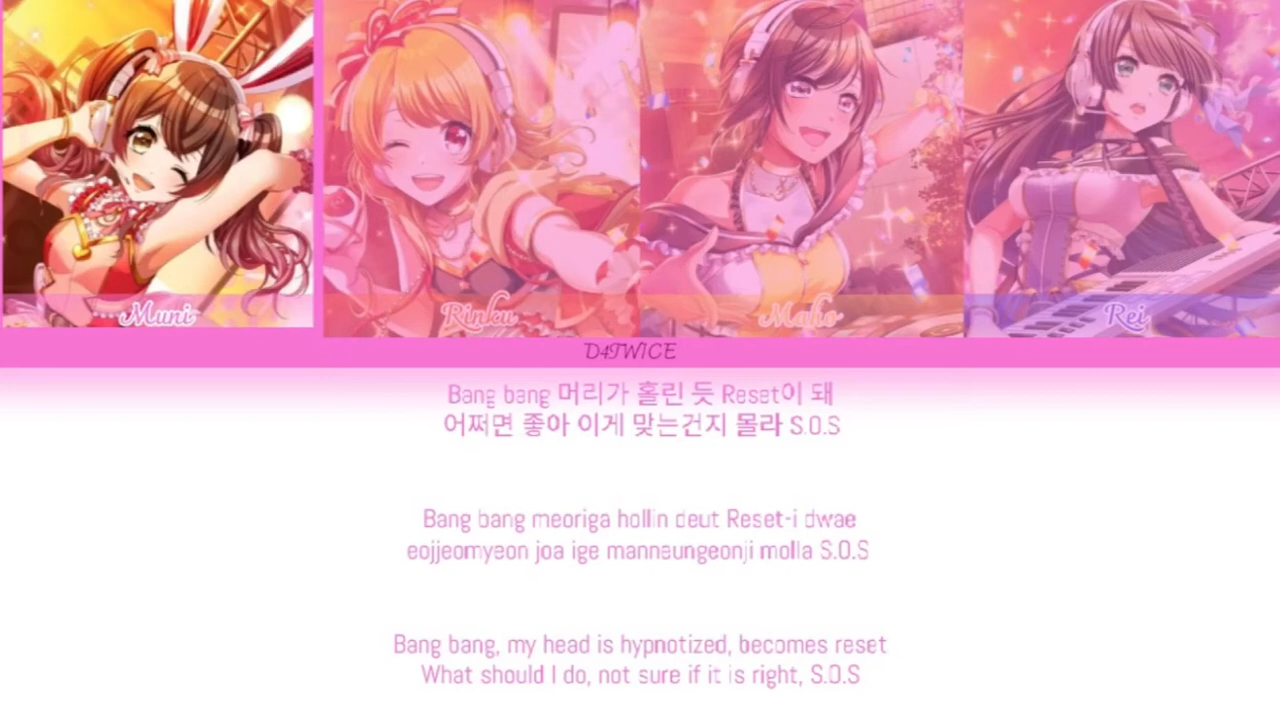 Muni
Rinku
Maho
Rei
D4TWICE
Bang bang 머리가 홀린 듯 Reset이 돼
어쩌면 좋아 이게 맞는건지 몰라 S.O.S
Bang bang meoriga hollin deut Reset-i dwae
eojjeomyeon joa ige manneungeonji molla S.O.S
Bang bang, my head is hypnotized, becomes reset
What should I do, not sure if it is right, S.O.S